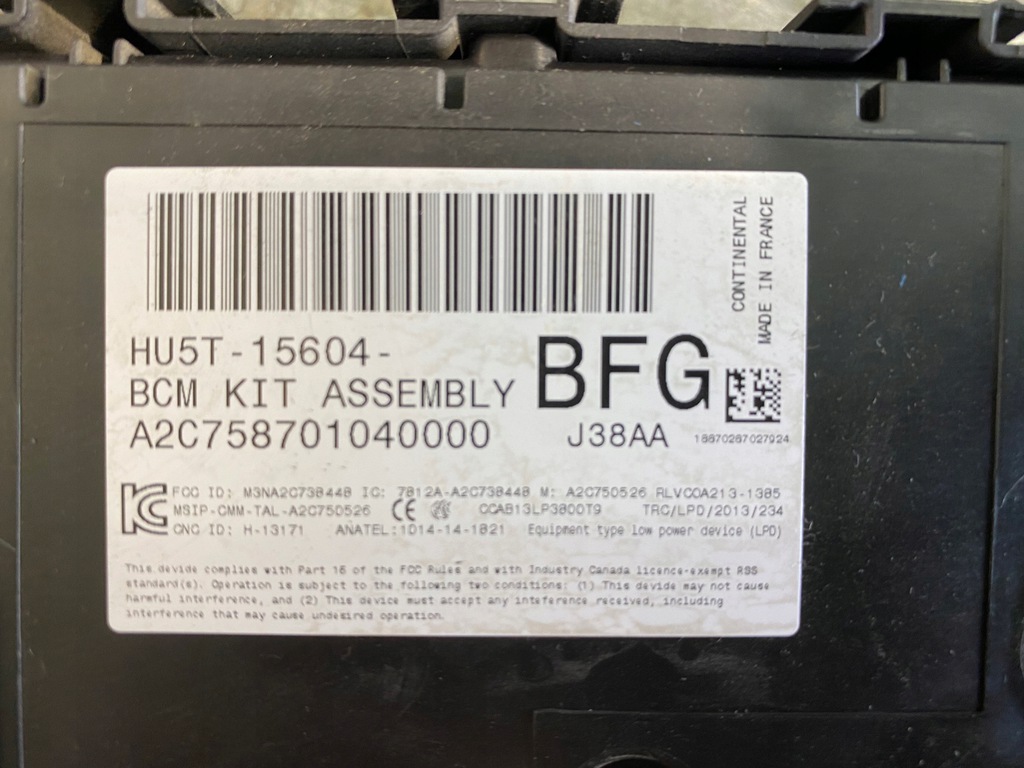 CONTINENTAL
MADE IN FRANCE
HU5T-15604-
BFG
BCM KIT ASSEMBLY
A2C758701040000
J38AA
18870267027924
FCC ID: M3NA2C738448 IC: 7812A-A2C738448 M: A2C750526 RLVCOA213-1385
MSIP-CMM-TAL-A2C750526 CE CCAB13LP3800T9 TRC/LPD/2013/234
CNC ID: H-13171 ANATEL:1014-14-1821 Equipment type low power device (LPD)
This device complies with Part 15 of the FCC Rules and with Industry Canada licence-exempt RSS
standard(s). Operation is subject to the following two conditions: (1) This device may not cause
harmful interference, and (2) This device must accept any inteference received, including
interference that may cause undesired operation.